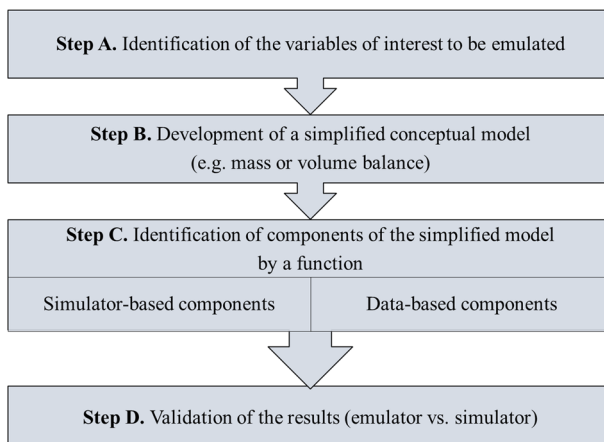 Step A. Identification of the variables of interest to be emulated
Step B. Development of a simplified conceptual model
(e.g. mass or volume balance)
Step C. Identification of components of the simplified model
by a function
Simulator-based components
Data-based components
Step D. Validation of the results (emulator vs. simulator)